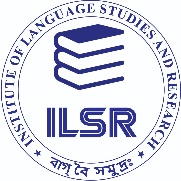 INSTITUTE OF LANGUAGE STUDIES AND RESEARCH
ILSR
বাগ্ বৈ সমুদ্রঃ